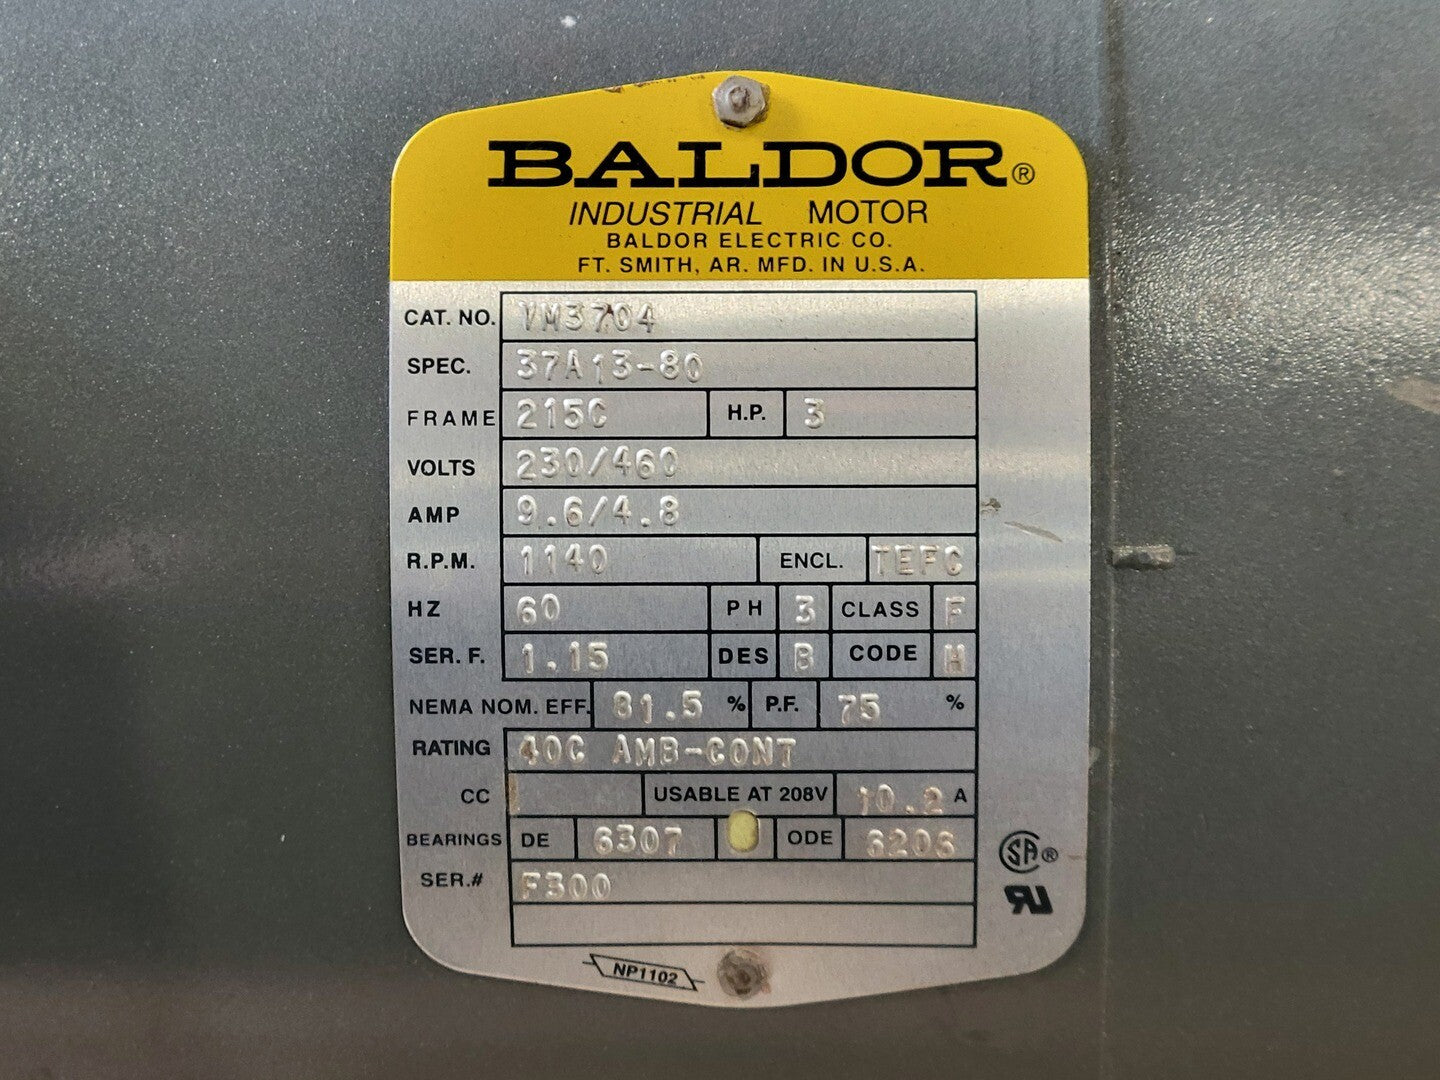 BALDOR®
INDUSTRIAL MOTOR
BALDOR ELECTRIC CO.
FT. SMITH, AR. MFD. IN U.S.A.
CAT. NO. VM3704
SPEC. 37A13-80
FRAME 215C H.P. 3
VOLTS 230/460
AMP 9.6/4.8
R.P.M. 1140 ENCL. TEFC
HZ 60 PH 3 CLASS F
SER. F. 1.15 DES B CODE H
NEMA NOM. EFF. 81.5 % P.F. 75 %
RATING 40C AMB-CONT
CC USABLE AT 208V 10.2 A
BEARINGS DE 6307 ODE 6206
SER.# F300
SA®
RU
NP1102